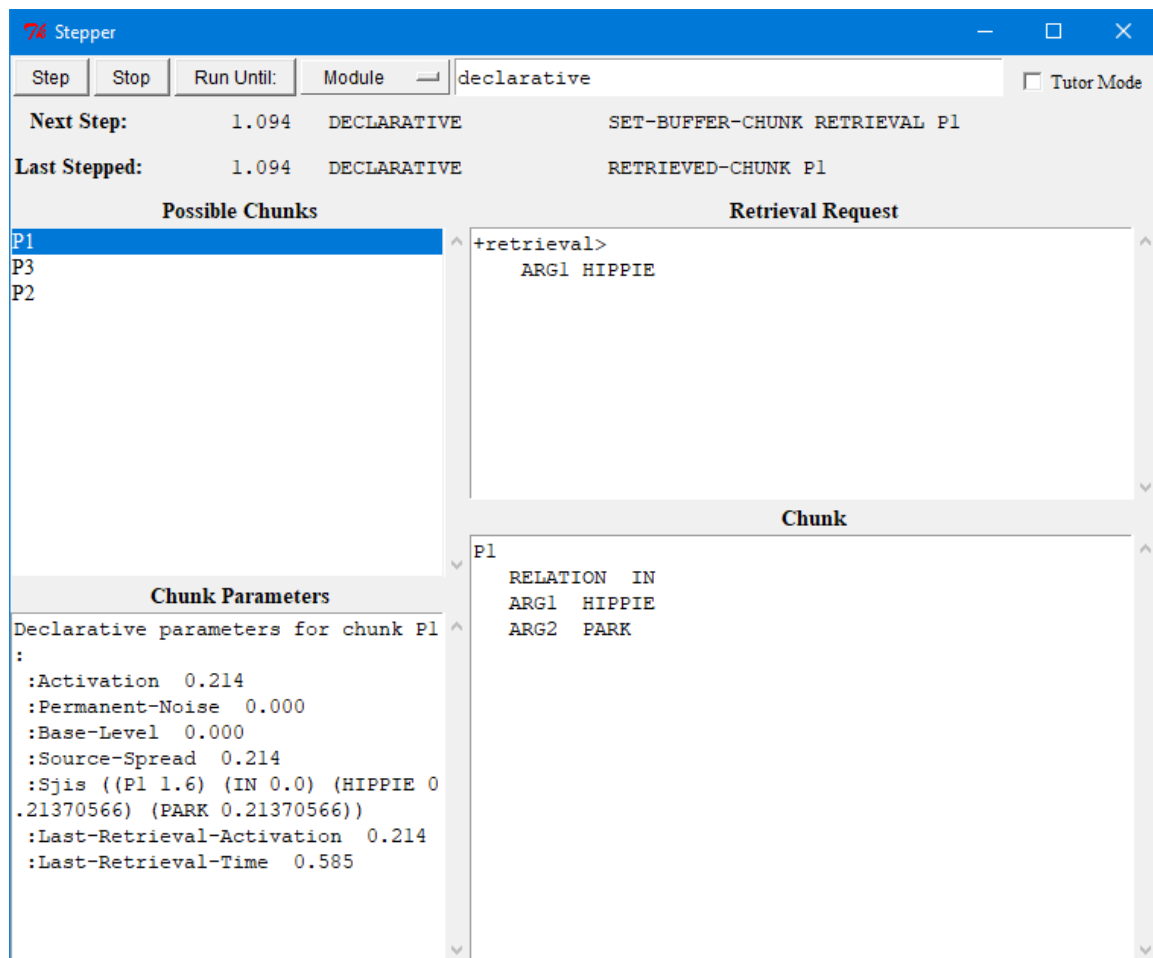 Stepper
Step Stop Run Until: Module declarative Tutor Mode
Next Step: 1.094 DECLARATIVE SET-BUFFER-CHUNK RETRIEVAL P1
Last Stepped: 1.094 DECLARATIVE RETRIEVED-CHUNK P1
Possible Chunks
P1
P3
P2
Retrieval Request
+retrieval>
ARG1 HIPPIE
Chunk Parameters
Declarative parameters for chunk P1
:
:Activation 0.214
:Permanent-Noise 0.000
:Base-Level 0.000
:Source-Spread 0.214
:Sjis ((P1 1.6) (IN 0.0) (HIPPIE 0
.21370566) (PARK 0.21370566))
:Last-Retrieval-Activation 0.214
:Last-Retrieval-Time 0.585
Chunk
P1
RELATION IN
ARG1 HIPPIE
ARG2 PARK